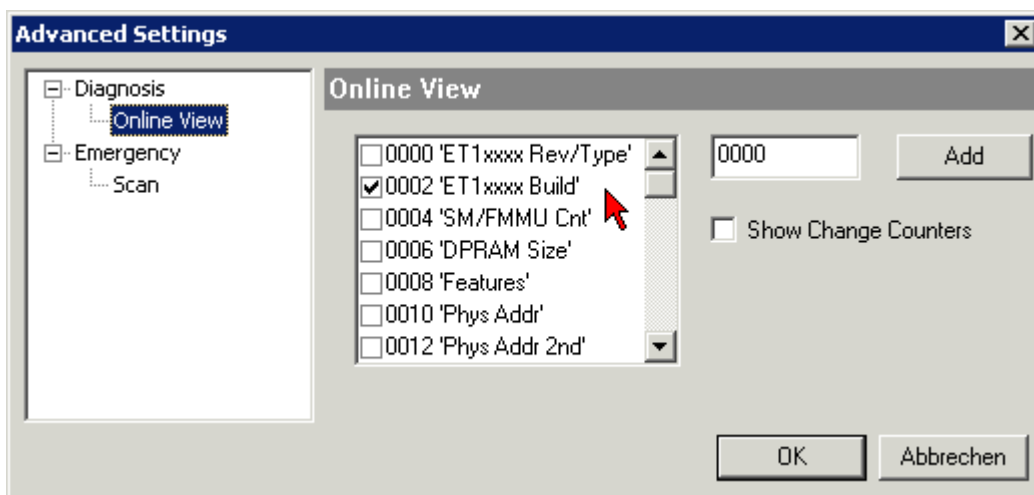 Advanced Settings
Diagnosis
Online View
Emergency
Scan
Online View
0000 'ET1xxxx Rev/Type'
0002 'ET1xxxx Build'
0004 'SM/FMMU Cnt'
0006 'DPRAM Size'
0008 'Features'
0010 'Phys Addr'
0012 'Phys Addr 2nd'
0000
Add
Show Change Counters
OK
Abbrechen